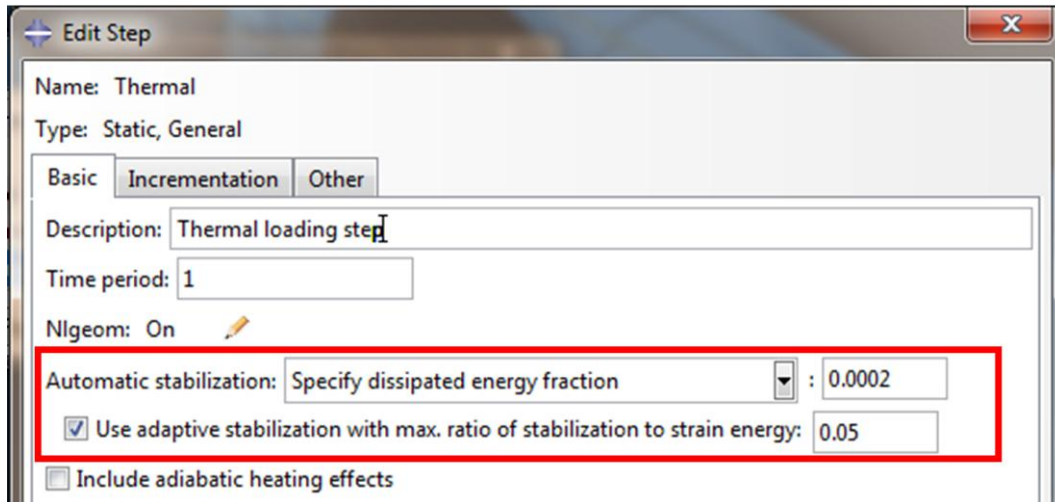 Edit Step
Name: Thermal
Type: Static, General
Basic Incrementation Other
Description: Thermal loading step
Time period: 1
Nlgeom: On
Automatic stabilization: Specify dissipated energy fraction : 0.0002
Use adaptive stabilization with max. ratio of stabilization to strain energy: 0.05
Include adiabatic heating effects